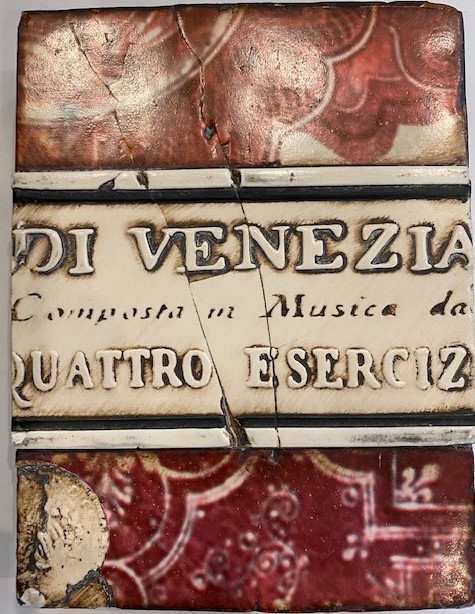 DI VENEZIA
Composta in Musica da
QUATTRO ESERCIZ